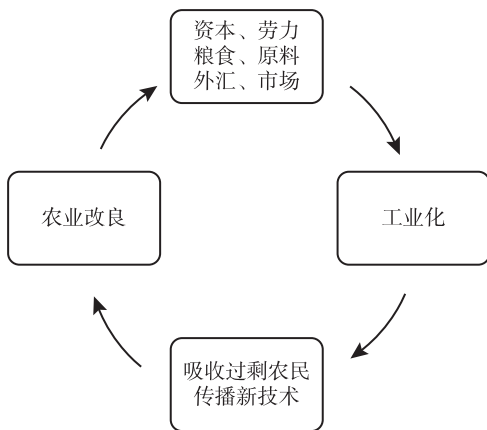 资本、劳力
粮食、原料
外汇、市场
农业改良
工业化
吸收过剩农民
传播新技术